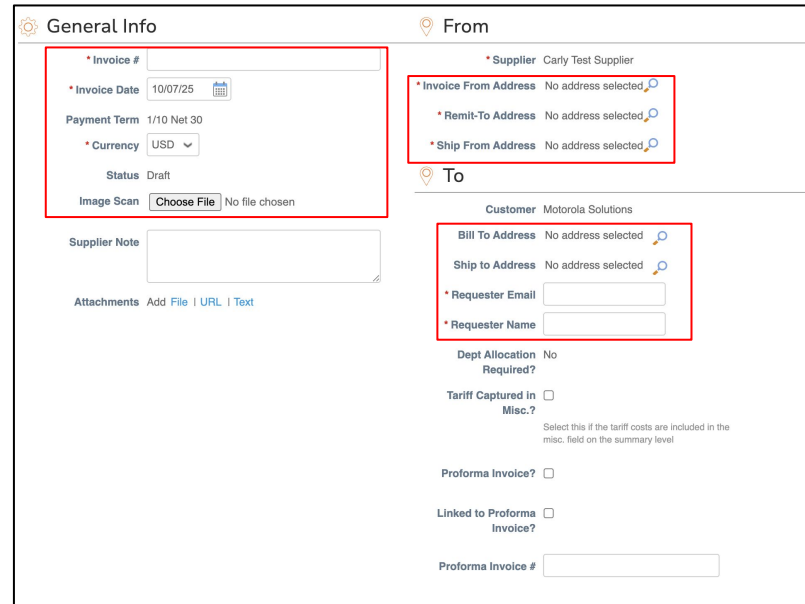 General Info
* Invoice #
* Invoice Date 10/07/25
Payment Term 1/10 Net 30
* Currency USD
Status Draft
Image Scan Choose File No file chosen
Supplier Note
Attachments Add File | URL | Text
From
* Supplier Carly Test Supplier
* Invoice From Address No address selected
* Remit-To Address No address selected
* Ship From Address No address selected
To
Customer Motorola Solutions
Bill To Address No address selected
Ship to Address No address selected
* Requester Email
* Requester Name
Dept Allocation No
Required?
Tariff Captured in
Misc.?
Select this if the tariff costs are included in the
misc. field on the summary level
Proforma Invoice?
Linked to Proforma
Invoice?
Proforma Invoice #